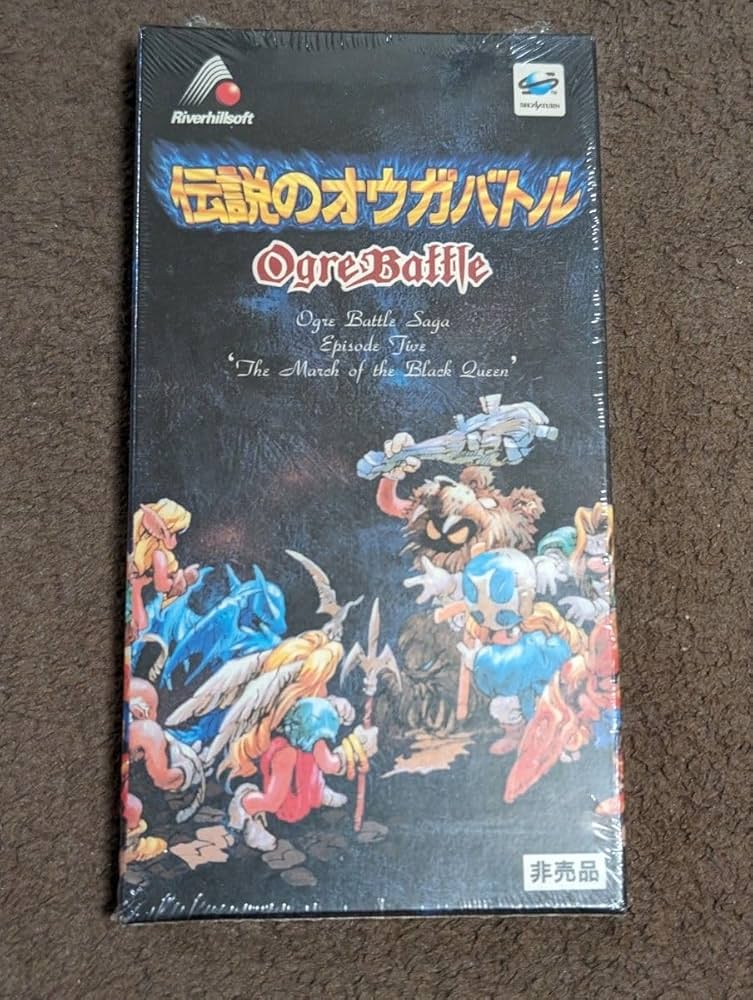 Riverhillsoft
SEGA SATURN
TM
伝説のオウガバトル
Ogre Battle
Ogre Battle Saga
Episode Five
'The March of the Black Queen'
非売品